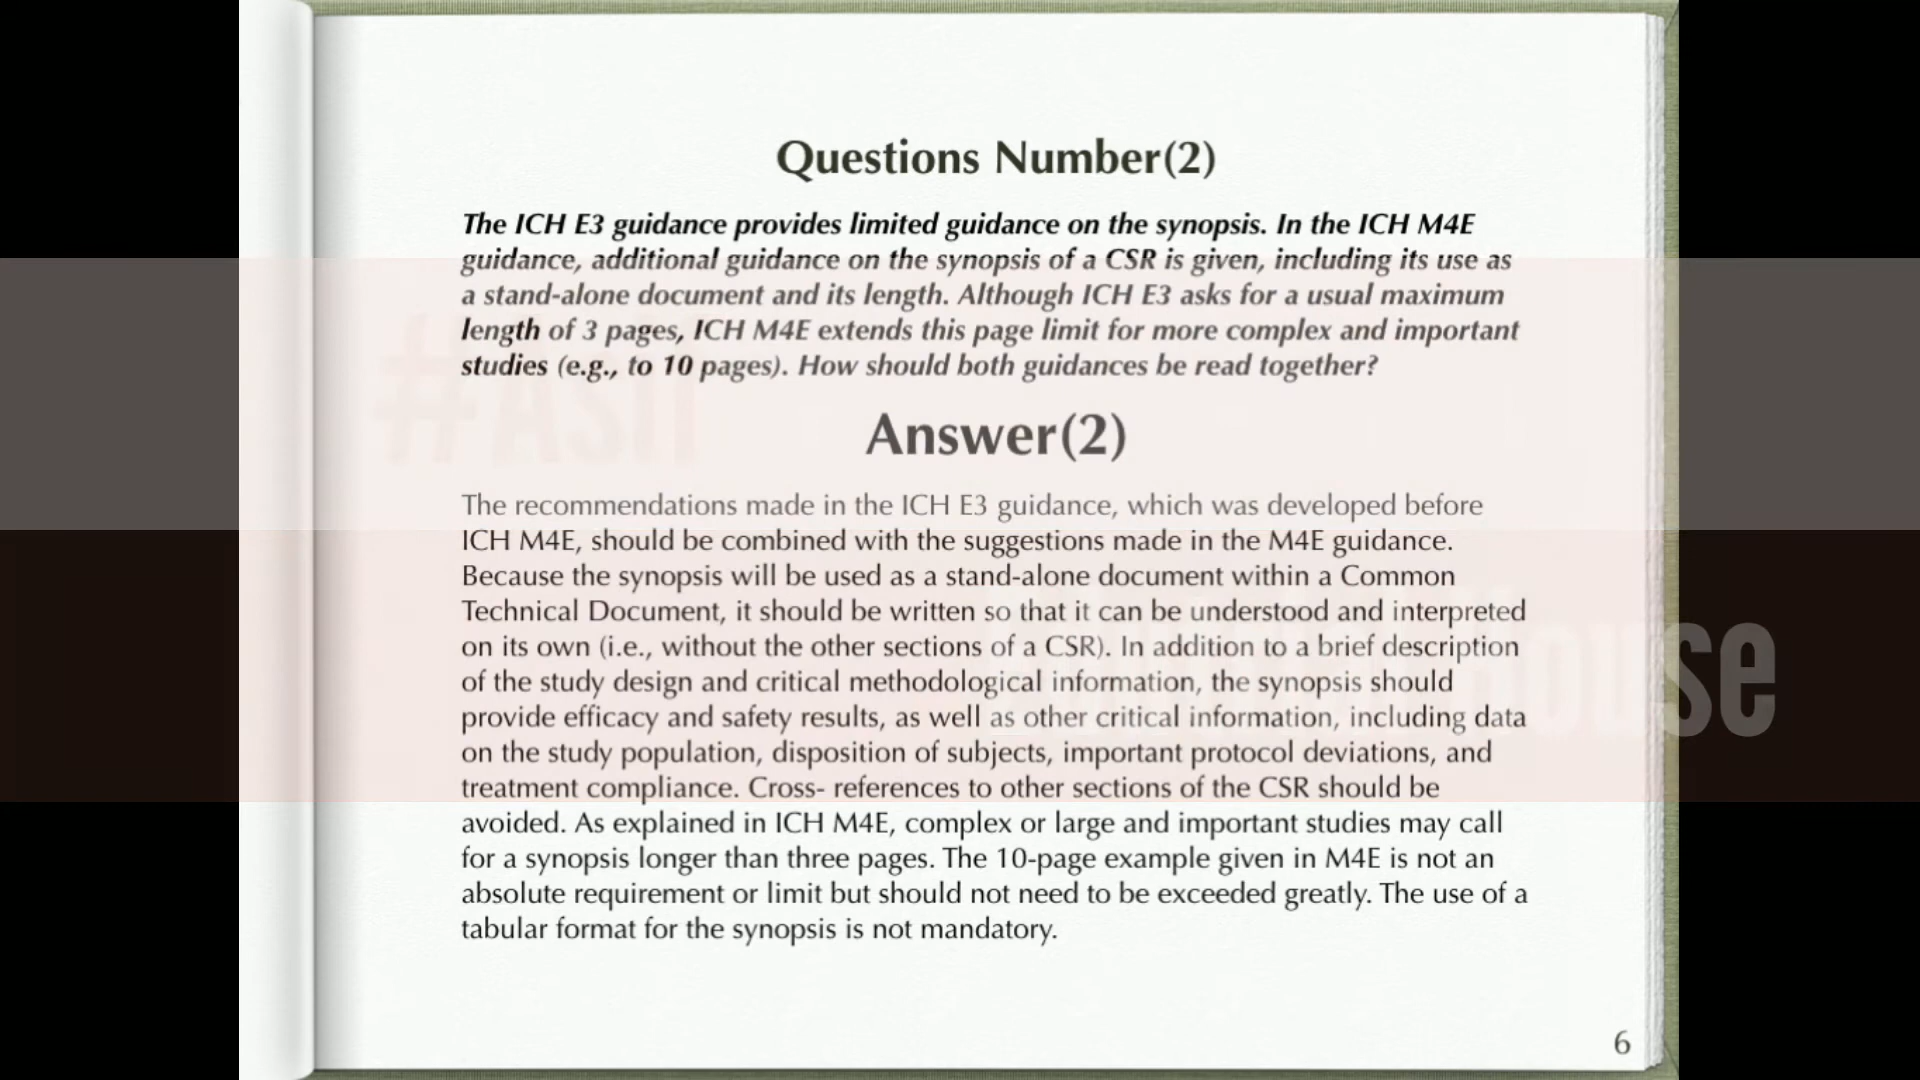 Questions Number(2)
The ICH E3 guidance provides limited guidance on the synopsis. In the ICH M4E
guidance, additional guidance on the synopsis of a CSR is given, including its use as
a stand-alone document and its length. Although ICH E3 asks for a usual maximum
length of 3 pages, ICH M4E extends this page limit for more complex and important
studies (e.g., to 10 pages). How should both guidances be read together?
#Asif
Answer(2)
The recommendations made in the ICH E3 guidance, which was developed before
ICH M4E, should be combined with the suggestions made in the M4E guidance.
Because the synopsis will be used as a stand-alone document within a Common
Technical Document, it should be written so that it can be understood and interpreted
on its own (i.e., without the other sections of a CSR). In addition to a brief description
of the study design and critical methodological information, the synopsis should
House
provide efficacy and safety results, as well as other critical information, including data
on the study population, disposition of subjects, important protocol deviations, and
treatment compliance. Cross- references to other sections of the CSR should be
avoided. As explained in ICH M4E, complex or large and important studies may call
for a synopsis longer than three pages. The 10-page example given in M4E is not an
absolute requirement or limit but should not need to be exceeded greatly. The use of a
tabular format for the synopsis is not mandatory.
6